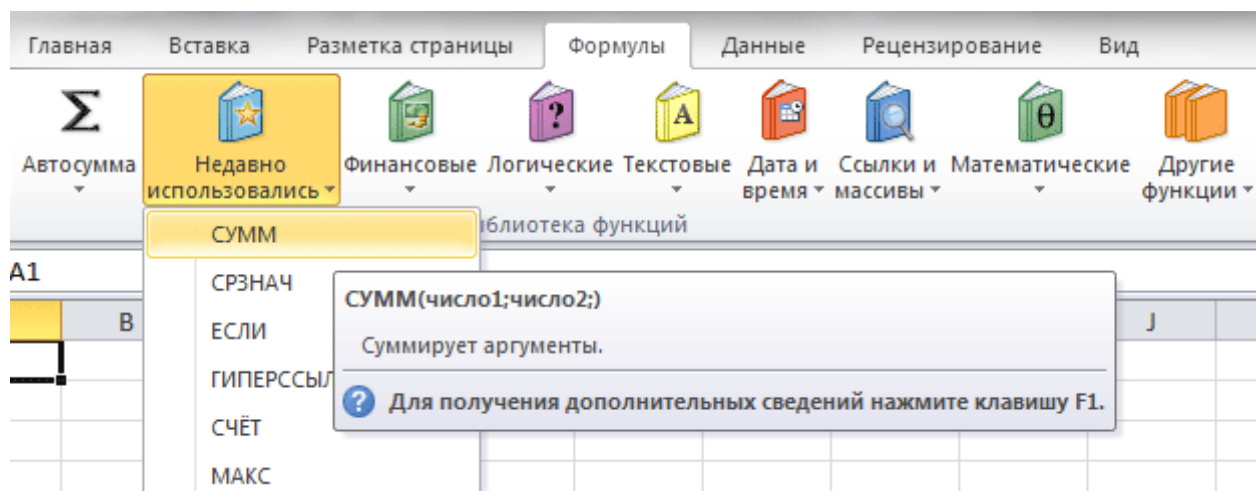 Главная Вставка Разметка страницы Формулы Данные Рецензирование Вид
Σ ? A θ
Автосумма Недавно использовались Финансовые Логические Текстовые Дата и время Ссылки и массивы Математические Другие функции
СУММ
A1
B J
СРЗНАЧ
ЕСЛИ
СЧЁТ
МАКС
СУММ(число1;число2;)
Суммирует аргументы.
? Для получения дополнительных сведений нажмите клавишу F1.
функций